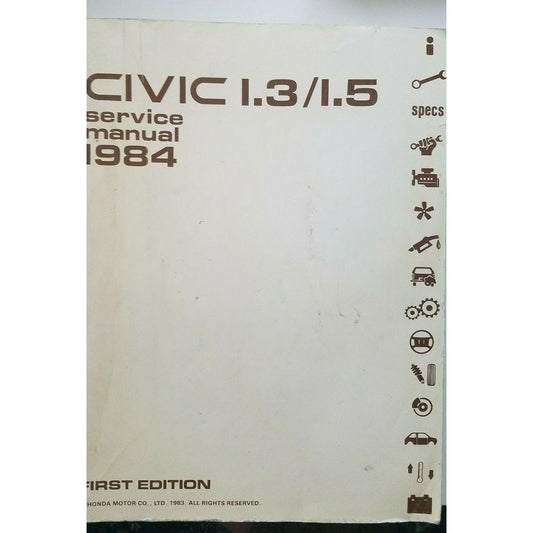 CIVIC 1.3/1.5
service
manual
1984
specs
FIRST EDITION
HONDA MOTOR CO., LTD. 1983. ALL RIGHTS RESERVED.